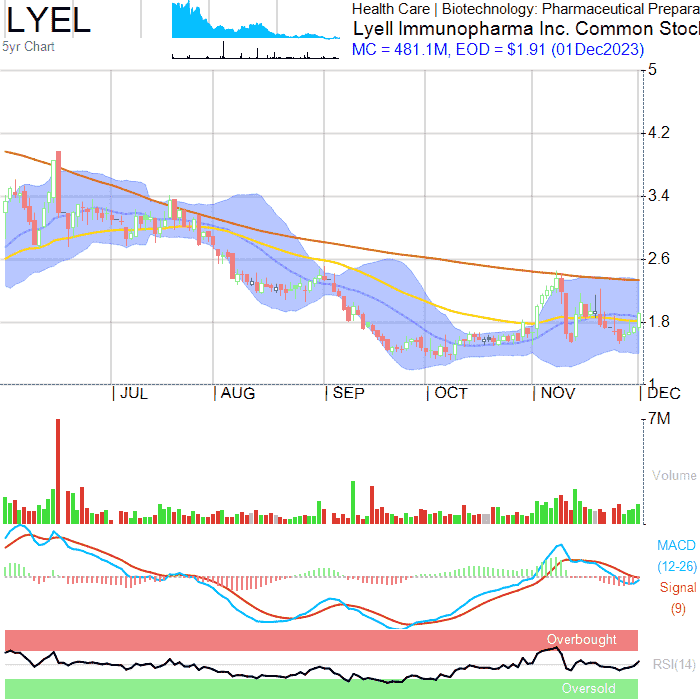 LYEL
5yr Chart
Health Care | Biotechnology: Pharmaceutical Prepara
Lyell Immunopharma Inc. Common Stoc
MC = 481.1M, EOD = $1.91 (01Dec2023)
5
4.2
3.4
2.6
1.8
1
JUL
AUG
SEP
OCT
NOV
DEC
7M
Volume
MACD
(12-26)
Signal
(9)
Overbought
RSI(14)
Oversold